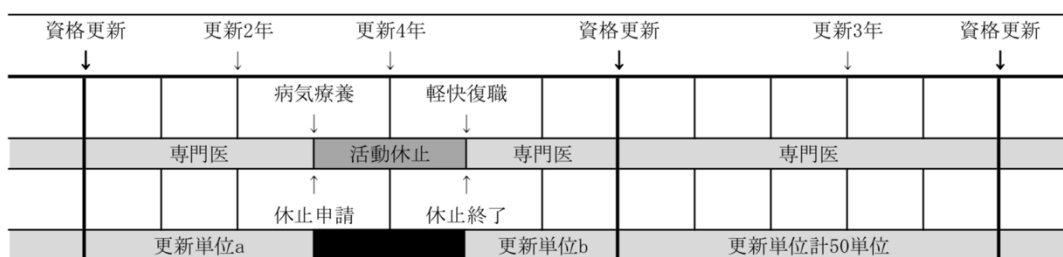 資格更新 更新2年 更新4年 資格更新 更新3年 資格更新
↓ ↓ ↓ ↓ ↓ ↓
病気療養 軽快復職
↓ ↓
専門医 活動休止 専門医 専門医
↑ ↑
休止申請 休止終了
更新単位a 更新単位b 更新単位計50単位